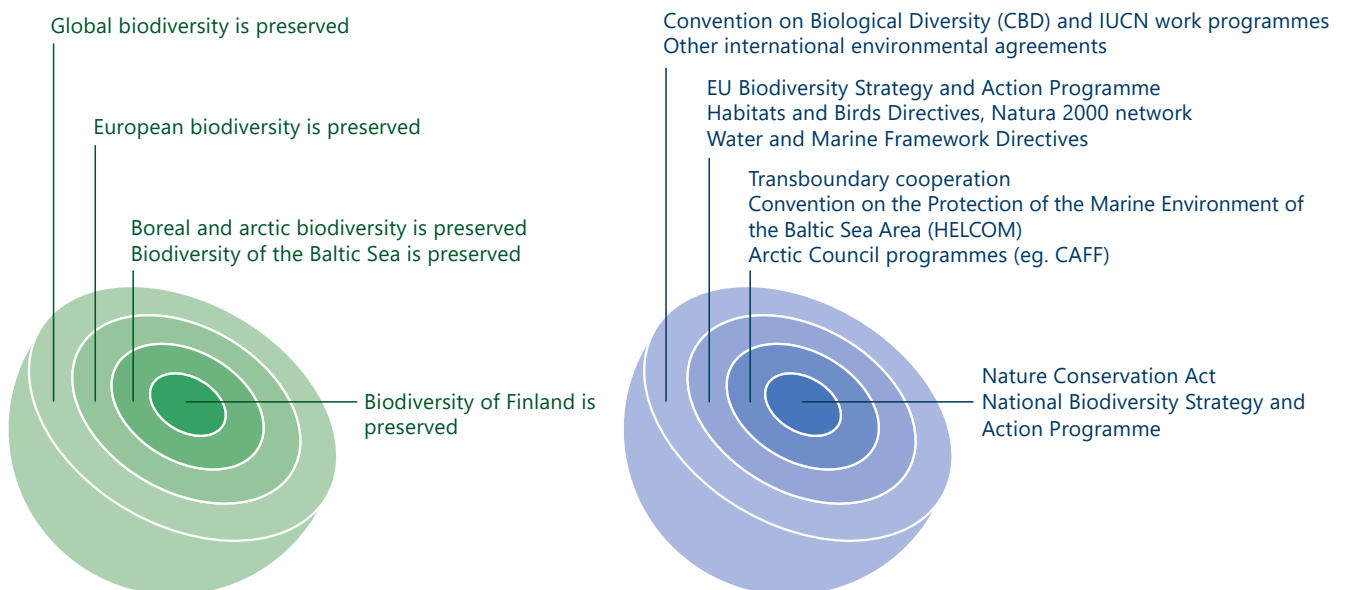 Global biodiversity is preserved
European biodiversity is preserved
Boreal and arctic biodiversity is preserved
Biodiversity of the Baltic Sea is preserved
Biodiversity of Finland is
preserved
Convention on Biological Diversity (CBD) and IUCN work programmes
Other international environmental agreements
EU Biodiversity Strategy and Action Programme
Habitats and Birds Directives, Natura 2000 network
Water and Marine Framework Directives
Transboundary cooperation
Convention on the Protection of the Marine Environment of
the Baltic Sea Area (HELCOM)
Arctic Council programmes (eg. CAFF)
Nature Conservation Act
National Biodiversity Strategy and
Action Programme